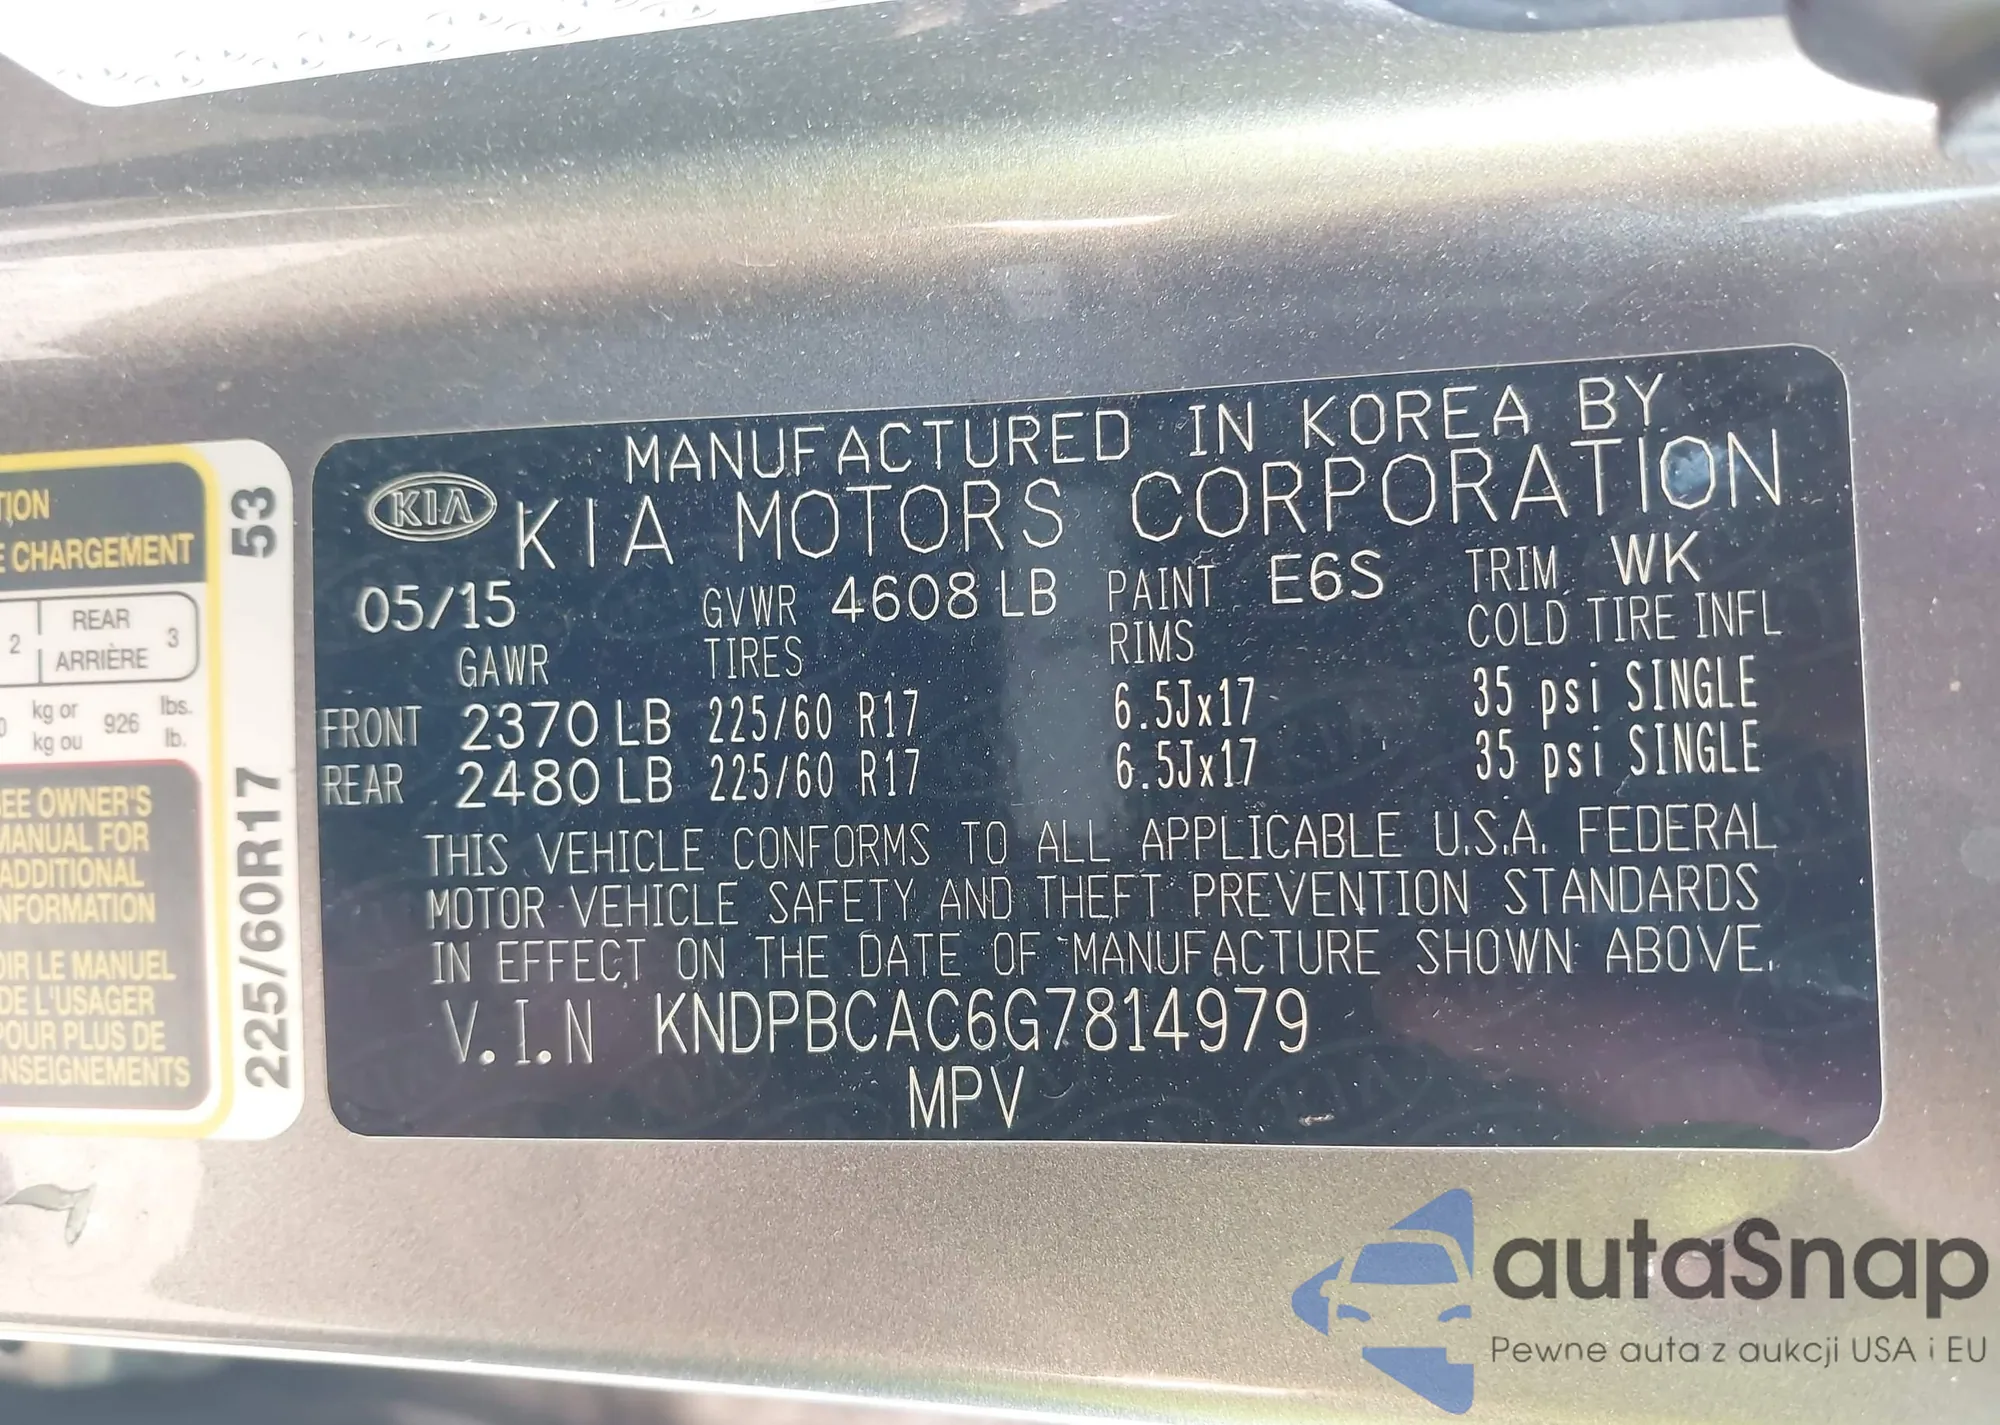 TION
E CHARGEMENT
2 REAR 3
ARRIÈRE
kg or 926 lbs.
kg ou lb.
SEE OWNER'S
MANUAL FOR
ADDITIONAL
INFORMATION
OIR LE MANUEL
DE L'USAGER
POUR PLUS DE
ENSEIGNEMENTS
225/60R17 53
MANUFACTURED IN KOREA BY
KIA KIA MOTORS CORPORATION
05/15 GVWR 4608 LB PAINT E6S TRIM WK
GAWR TIRES RIMS COLD TIRE INFL
FRONT 2370 LB 225/60 R17 6.5Jx17 35 psi SINGLE
REAR 2480 LB 225/60 R17 6.5Jx17 35 psi SINGLE
THIS VEHICLE CONFORMS TO ALL APPLICABLE U.S.A. FEDERAL
MOTOR VEHICLE SAFETY AND THEFT PREVENTION STANDARDS
IN EFFECT ON THE DATE OF MANUFACTURE SHOWN ABOVE.
V.I.N KNDPBCAC6G7814979
MPV
autaSnap
Pewne auta z aukcji USA i EU